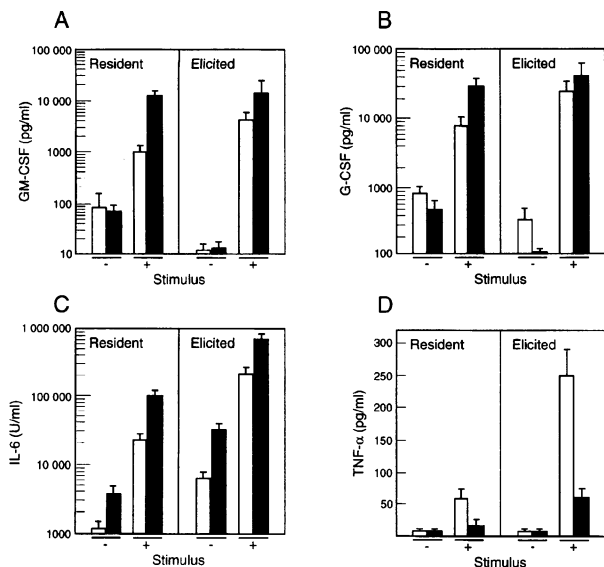 A
100 000
10 000
1000
100
10
GM-CSF (pg/ml)
Resident
Elicited
- + - +
Stimulus
B
100 000
10 000
1000
100
G-CSF (pg/ml)
Resident
Elicited
- + - +
Stimulus
C
1 000 000
100 000
10 000
1000
IL-6 (U/ml)
Resident
Elicited
- + - +
Stimulus
D
300
250
200
150
100
50
TNF-α (pg/ml)
Resident
Elicited
- + - +
Stimulus